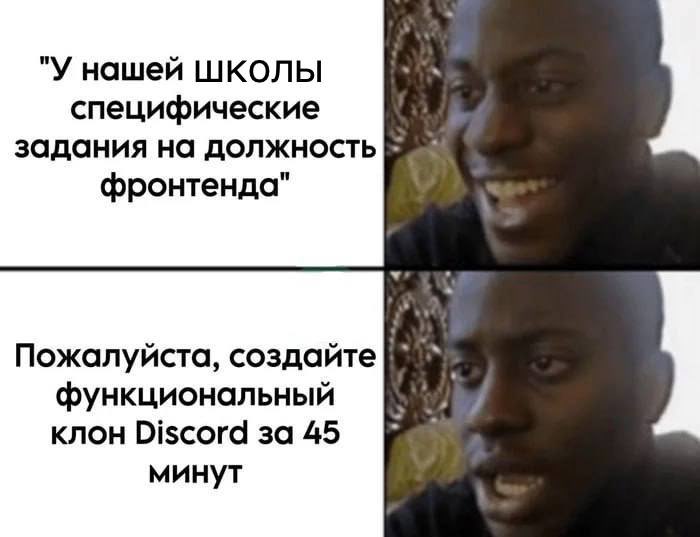 "У нашей школы
специфические
задания на должность
фронтенда"
Пожалуйста, создайте
функциональный
клон Discord за 45
минут